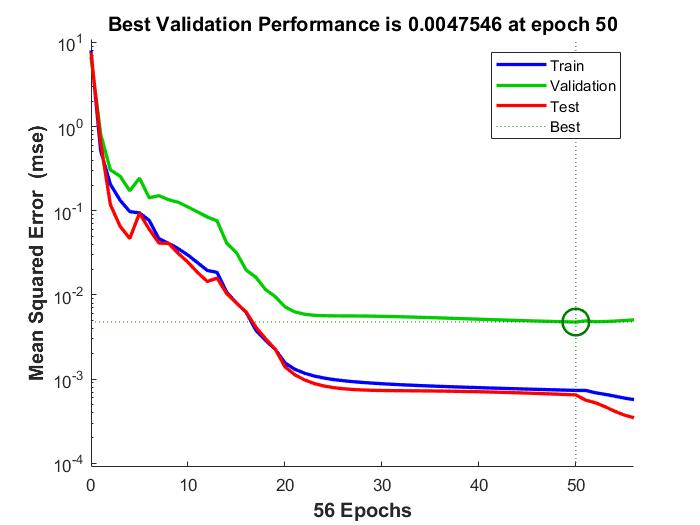 Best Validation Performance is 0.0047546 at epoch 50
Mean Squared Error (mse)
10^1
10^0
10^-1
10^-2
10^-3
10^-4
Train
Validation
Test
Best
0 10 20 30 40 50
56 Epochs